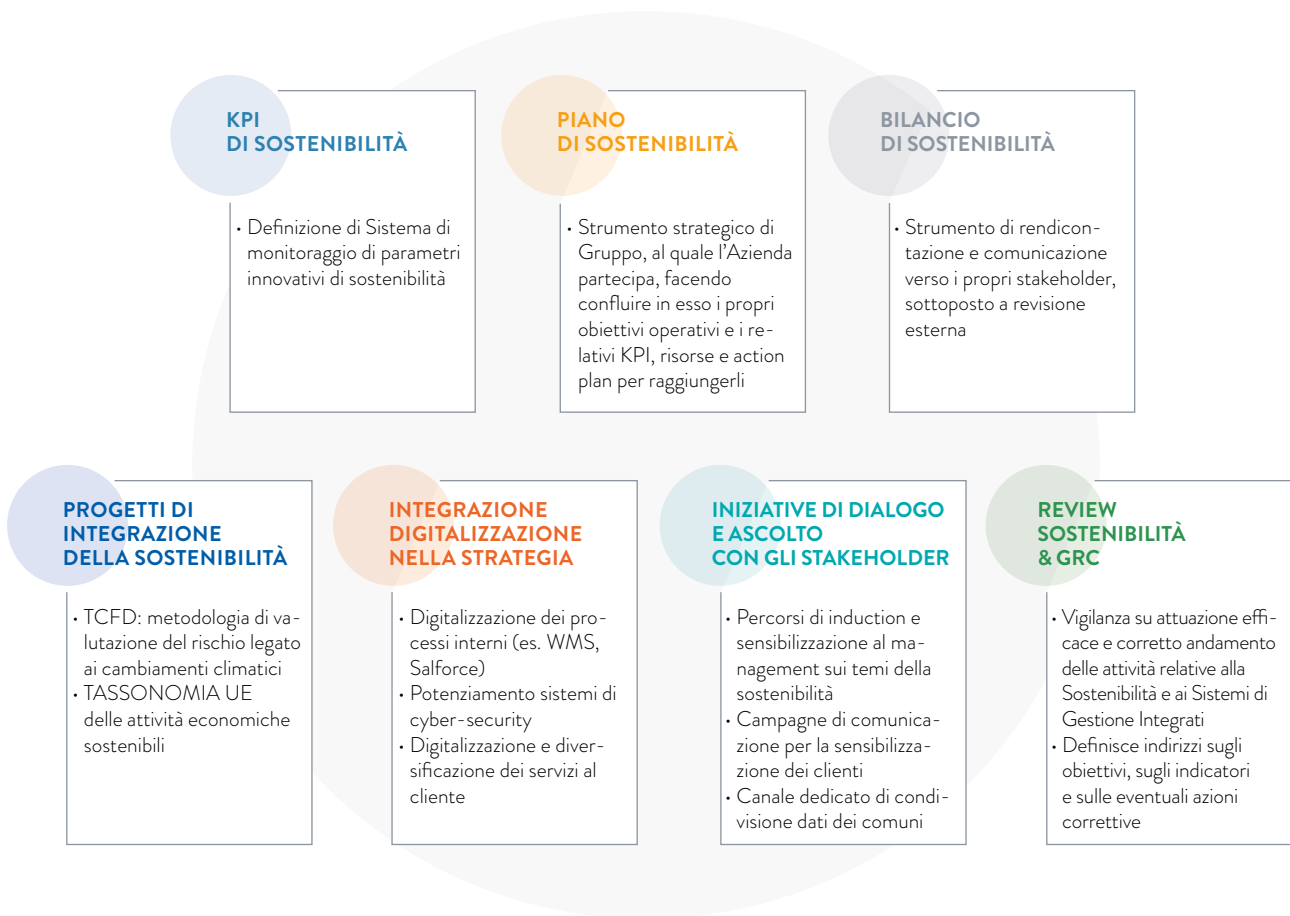 KPI
DI SOSTENIBILITÀ
• Definizione di Sistema di
monitoraggio di parametri
innovativi di sostenibilità
PIANO
DI SOSTENIBILITÀ
• Strumento strategico di
Gruppo, al quale l'Azienda
partecipa, facendo
confluire in esso i propri
obiettivi operativi e i re-
lativi KPI, risorse e action
plan per raggiungerli
BILANCIO
DI SOSTENIBILITÀ
• Strumento di rendicon-
tazione e comunicazione
verso i propri stakeholder,
sottoposto a revisione
esterna
PROGETTI DI
INTEGRAZIONE
DELLA SOSTENIBILITÀ
• TCFD: metodologia di va-
lutazione del rischio legato
ai cambiamenti climatici
• TASSONOMIA UE
delle attività economiche
sostenibili
INTEGRAZIONE
DIGITALIZZAZIONE
NELLA STRATEGIA
• Digitalizzazione dei pro-
cessi interni (es. WMS,
Salforce)
• Potenziamento sistemi di
cyber-security
• Digitalizzazione e diver-
sificazione dei servizi al
cliente
INIZIATIVE DI DIALOGO
E ASCOLTO
CON GLI STAKEHOLDER
• Percorsi di induction e
sensibilizzazione al ma-
nagement sui temi della
sostenibilità
• Campagne di comunica-
zione per la sensibilizza-
zione dei clienti
• Canale dedicato di condi-
visione dati dei comuni
REVIEW
SOSTENIBILITÀ
& GRC
• Vigilanza su attuazione effi-
cace e corretto andamento
delle attività relative alla
Sostenibilità e ai Sistemi di
Gestione Integrati
• Definisce indirizzi sugli
obiettivi, sugli indicatori
e sulle eventuali azioni
correttive